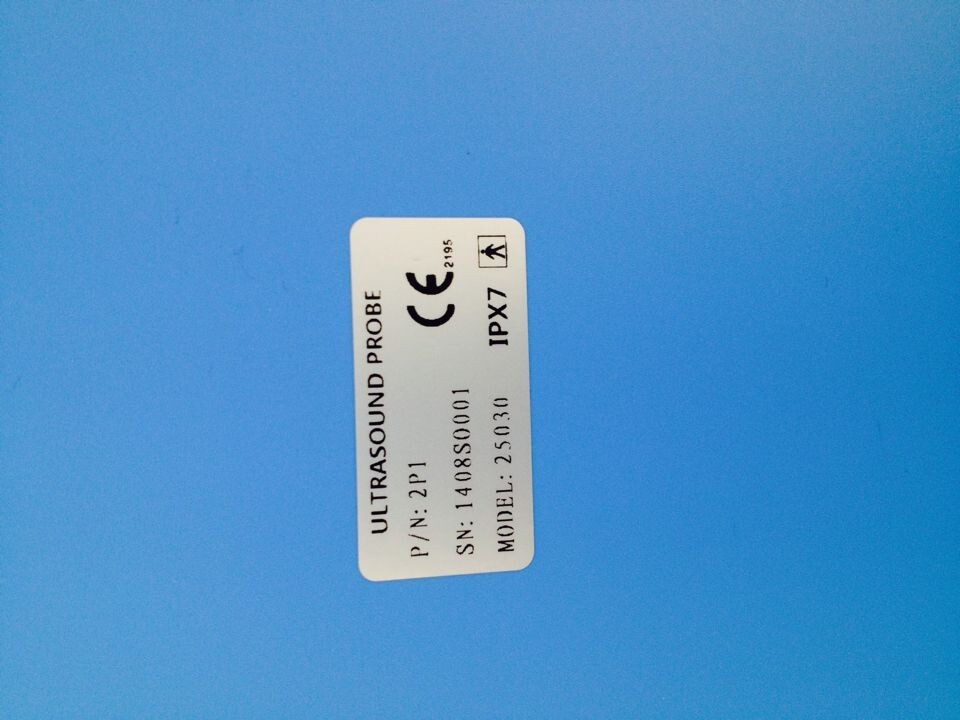 ULTRASOUND PROBE
P/N: 2P1
CE 2195
SN: 1408S0001
MODEL: 25030 IPX7